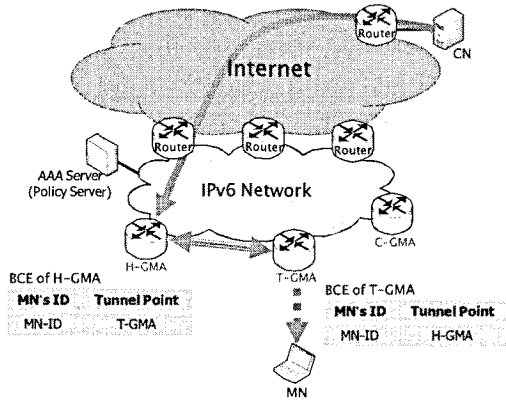 Router
CN
Internet
Router
Router
Router
AAA Server
(Policy Server)
IPv6 Network
C-GMA
H-GMA
T-GMA
BCE of H-GMA
MN's ID Tunnel Point
MN-ID T-GMA
BCE of T-GMA
MN's ID Tunnel Point
MN-ID H-GMA
MN